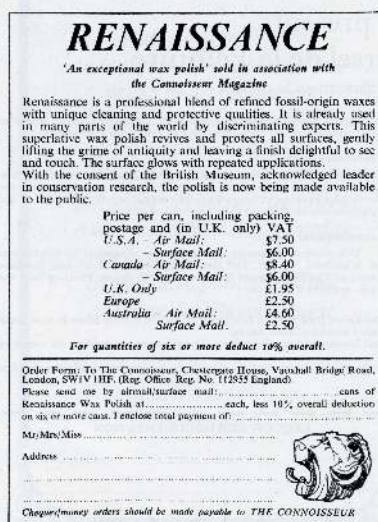 RENAISSANCE
'An exceptional wax polish' sold in association with
the Connoisseur Magazine
Renaissance is a professional blend of refined fossil-origin waxes
with unique cleaning and protective qualities. It is already used
in many parts of the world by discriminating experts. This
superlative wax polish revives and protects all surfaces, gently
lifting the grime of antiquity and leaving a finish delightful to see
and touch. The surface glows with repeated applications.
With the consent of the British Museum, acknowledged leader
in conservation research, the polish is now being made available
to the public.
Price per can, including packing,
postage and (in U.K. only) VAT
U.S.A. – Air Mail: $7.50
– Surface Mail: $6.00
Canada – Air Mail: $8.40
– Surface Mail: $6.00
U.K. Only £1.95
Europe £2.50
Australia – Air Mail: £4.60
Surface Mail. £2.50
For quantities of six or more deduct 10% overall.
Order Form: To The Connoisseur, Chestergate House, Vauxhall Bridge Road,
London, SW1V 1HF. (Reg. Office Reg. No. 112955 England)
Please send me by airmail/surface mail: cans of
Renaissance Wax Polish at each, less 10% overall deduction
on six or more cans. I enclose total payment of:
Mr/Mrs/Miss
Address
Cheques/money orders should be made payable to THE CONNOISSEUR